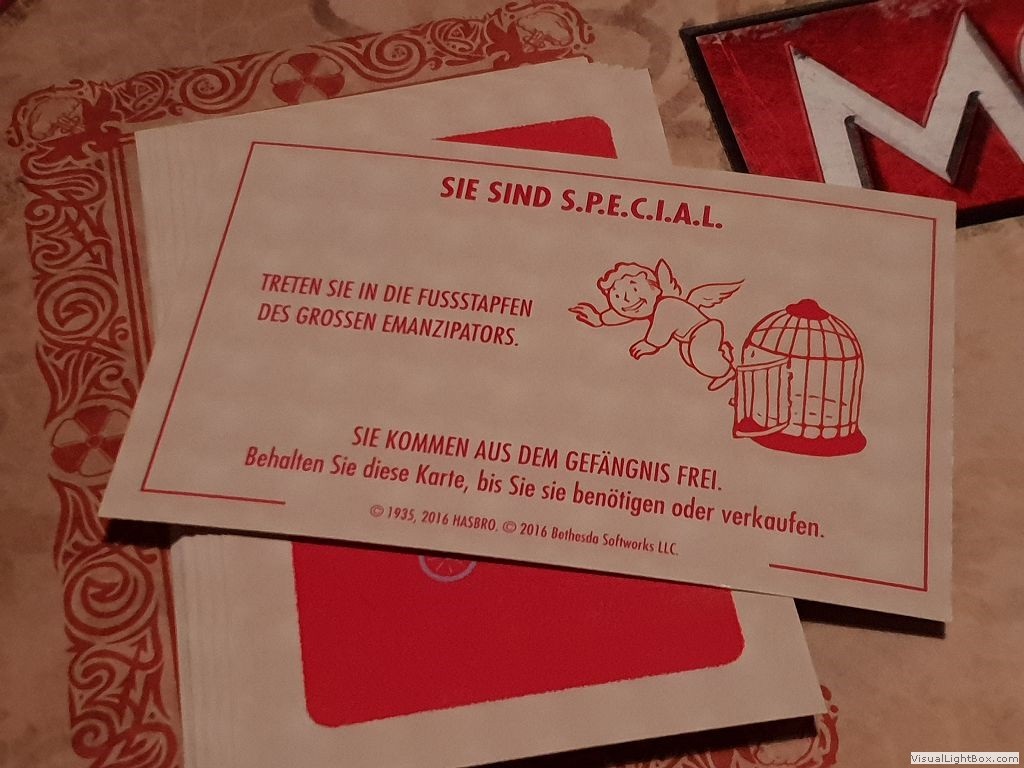 SIE SIND S.P.E.C.I.A.L.
TRETEN SIE IN DIE FUSSSTAPFEN
DES GROSSEN EMANZIPATORS.
SIE KOMMEN AUS DEM GEFÄNGNIS FREI.
Behalten Sie diese Karte, bis Sie sie benötigen oder verkaufen.
© 1935, 2016 HASBRO. © 2016 Bethesda Softworks LLC.
VisualLightBox.com